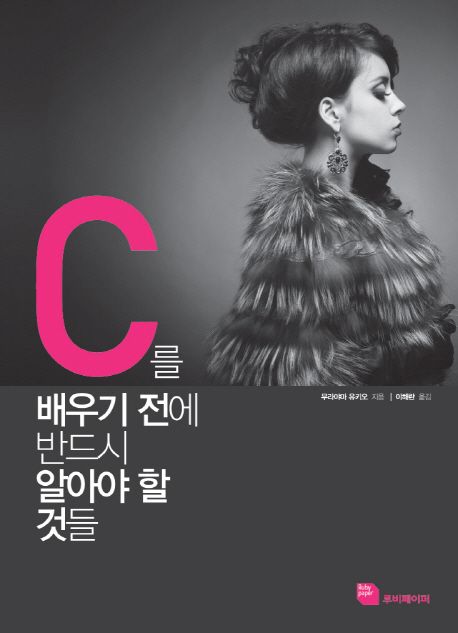 C를
배우기 전에
반드시
알아야 할
것들
무라야마 유키오 지음 | 이해란 옮김
Ruby
paper
루비페이퍼